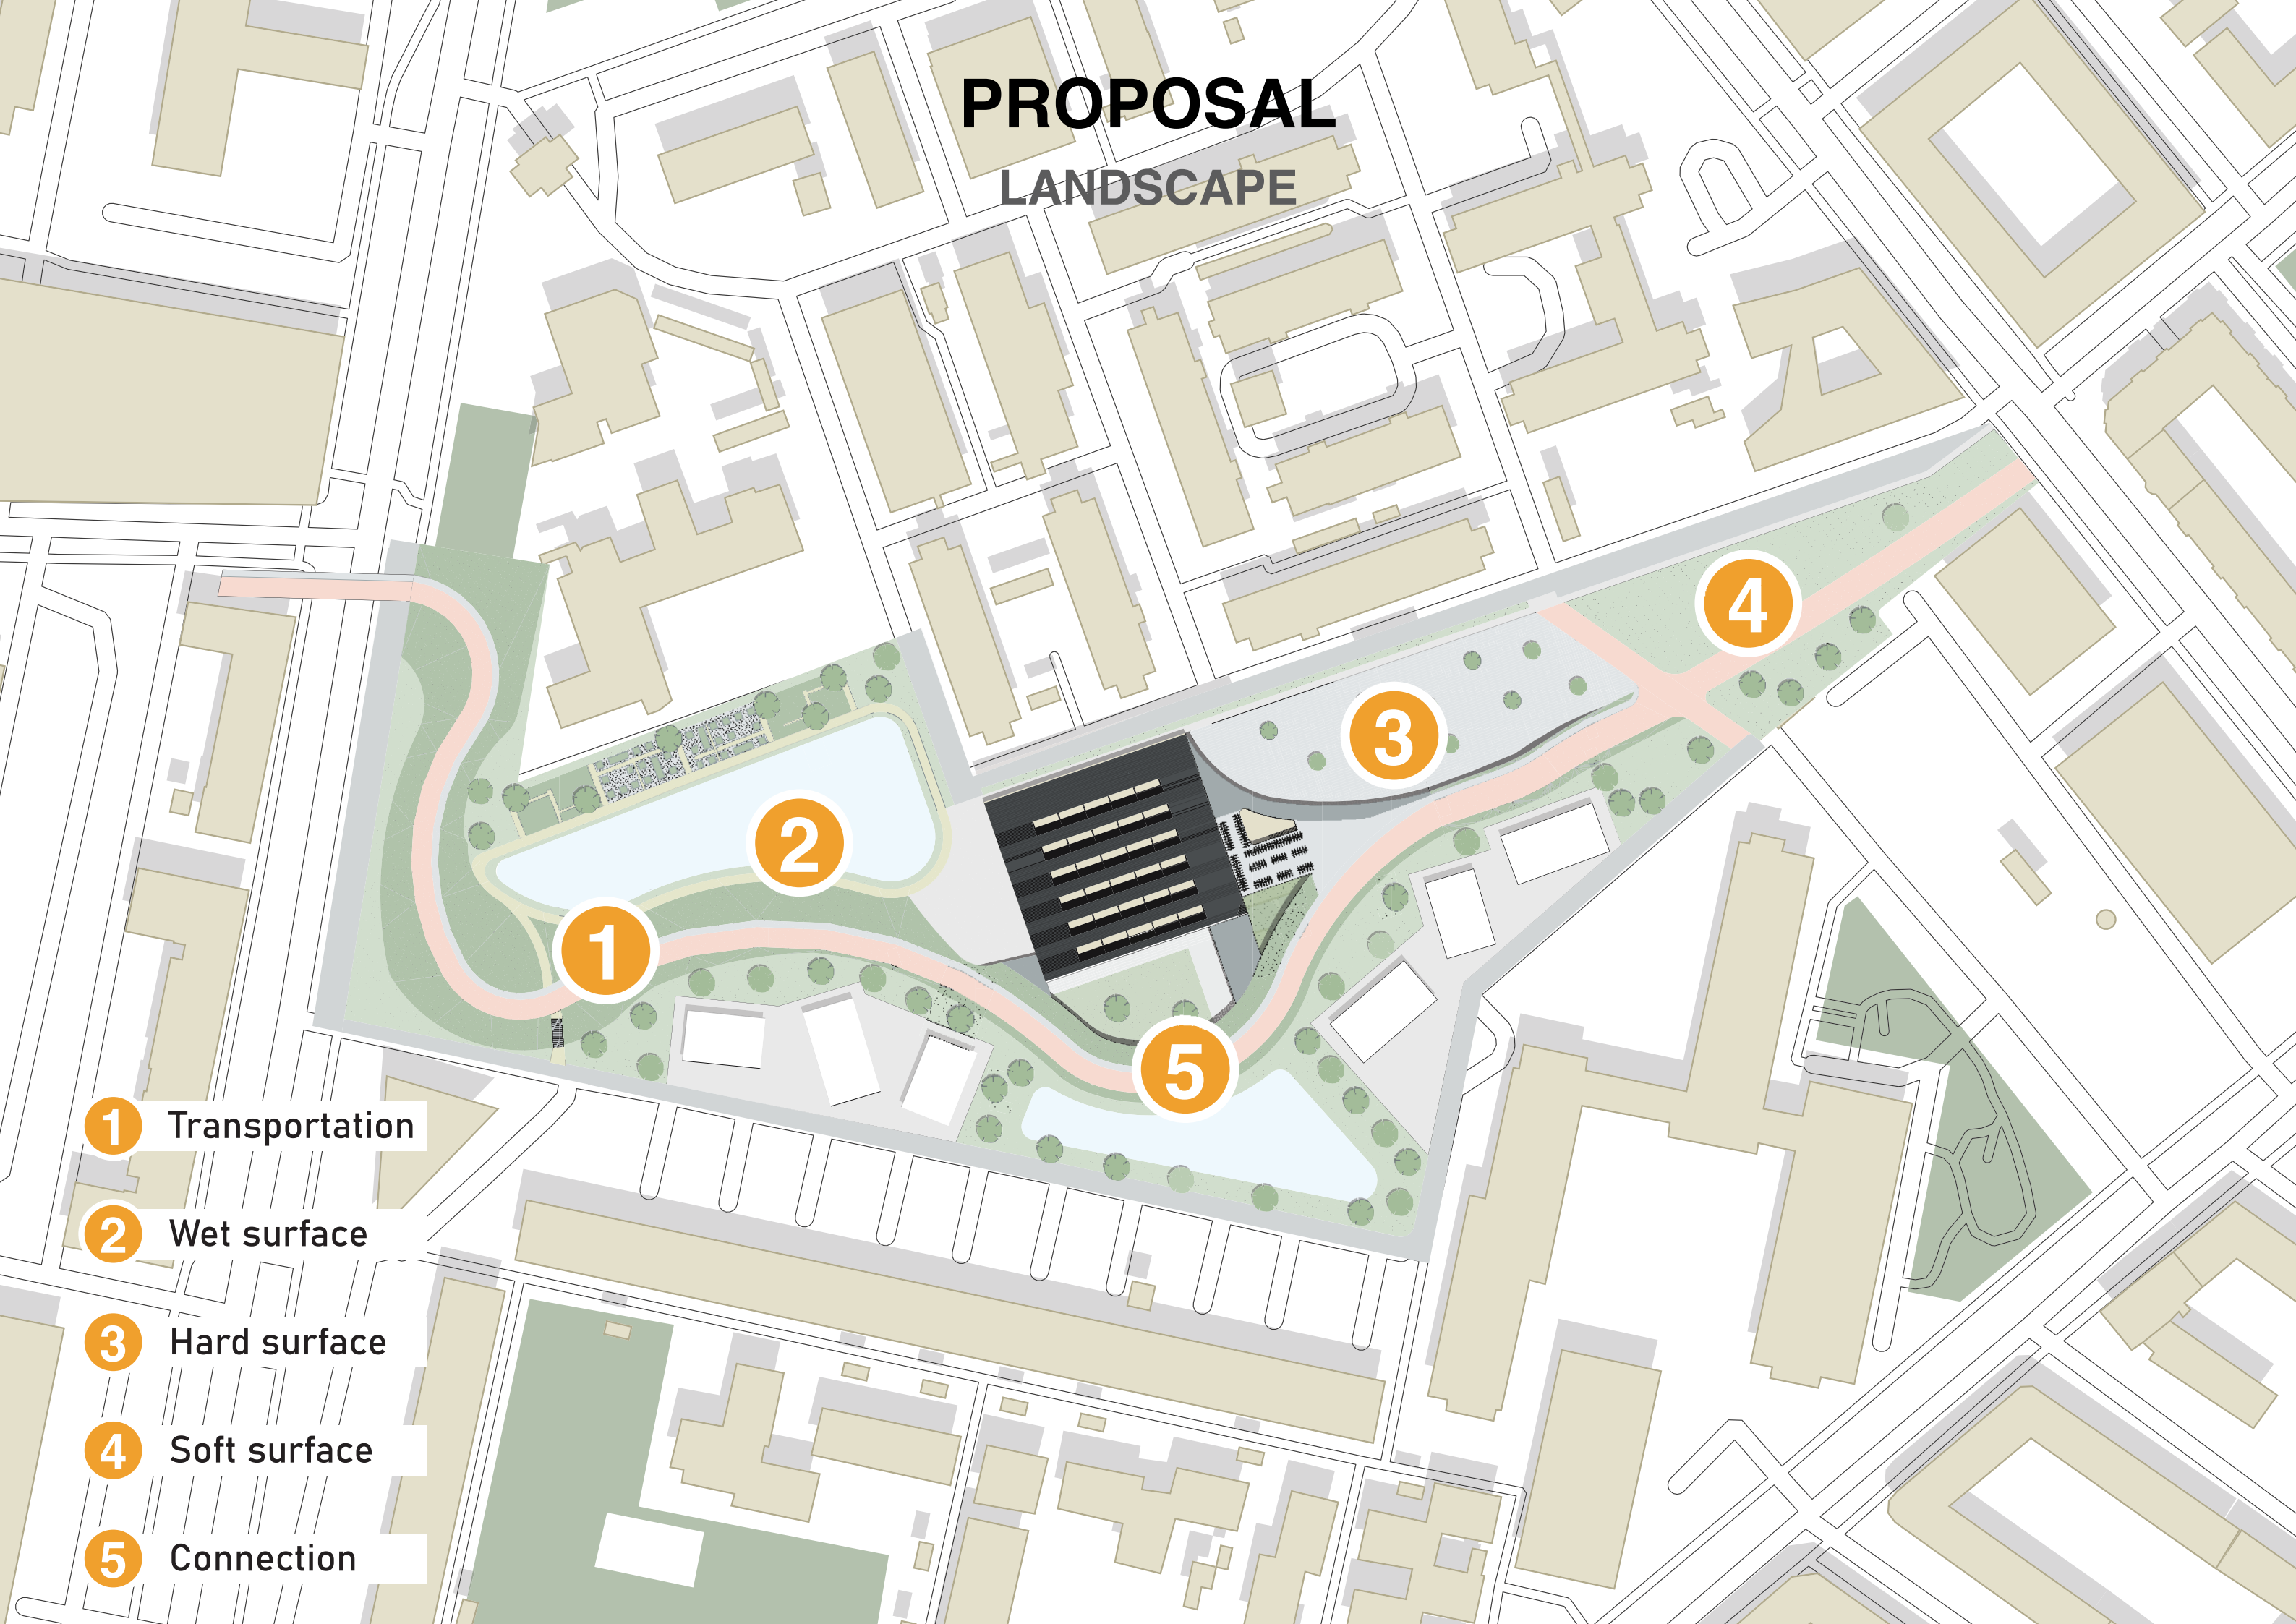 PROPOSAL
LANDSCAPE
4
3
2
1
5
1 Transportation
2 Wet surface
3 Hard surface
4 Soft surface
5 Connection